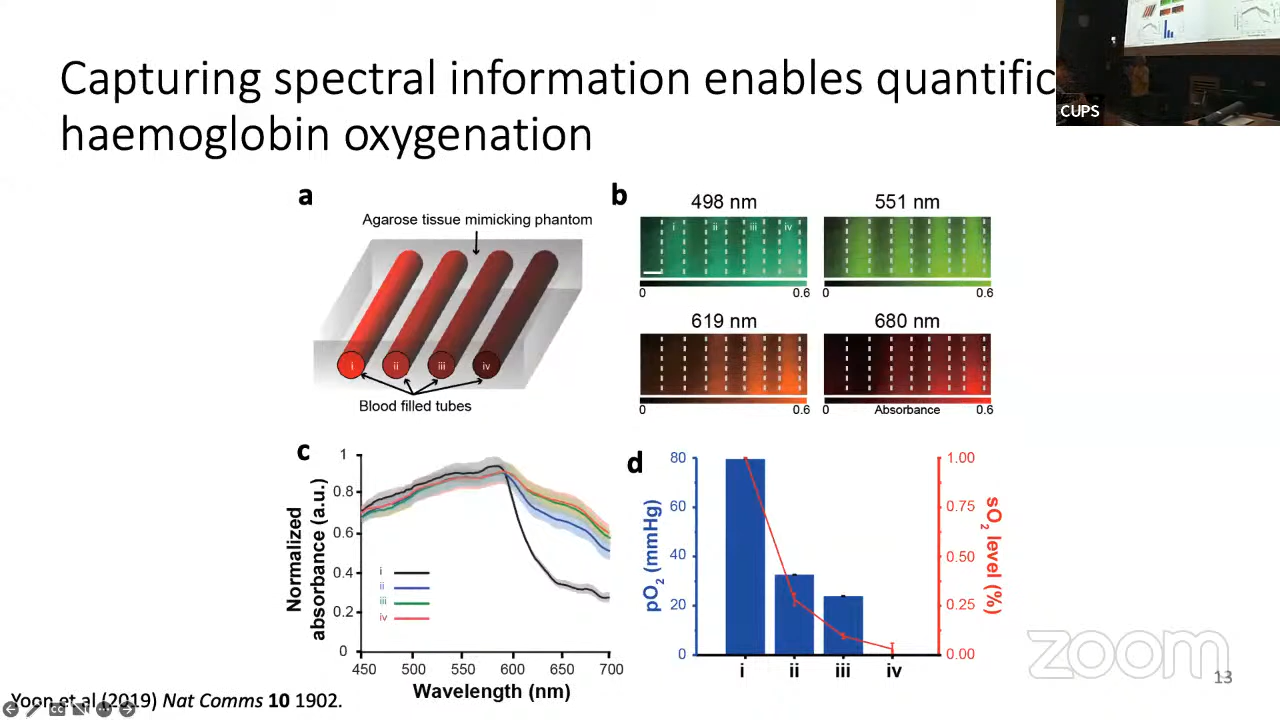 Capturing spectral information enables quantific
haemoglobin oxygenation
CUPS
a
Agarose tissue mimicking phantom
i
ii
iii
iv
Blood filled tubes
b
498 nm
551 nm
i
ii
iii
iv
0
0.6
0
0.6
619 nm
680 nm
0
0.6
0
Absorbance
0.6
c
Normalized
absorbance (a.u.)
1
0.8
0.6
0.4
0.2
0
i
ii
iii
iv
450
500
550
600
650
700
Wavelength (nm)
d
pO2 (mmHg)
80
60
40
20
0
i
ii
iii
iv
1.00
0.75
0.50
0.25
0.00
sO2 level (%)
zoom
13
Yoon et al (2019) Nat Comms 10 1902.
CC